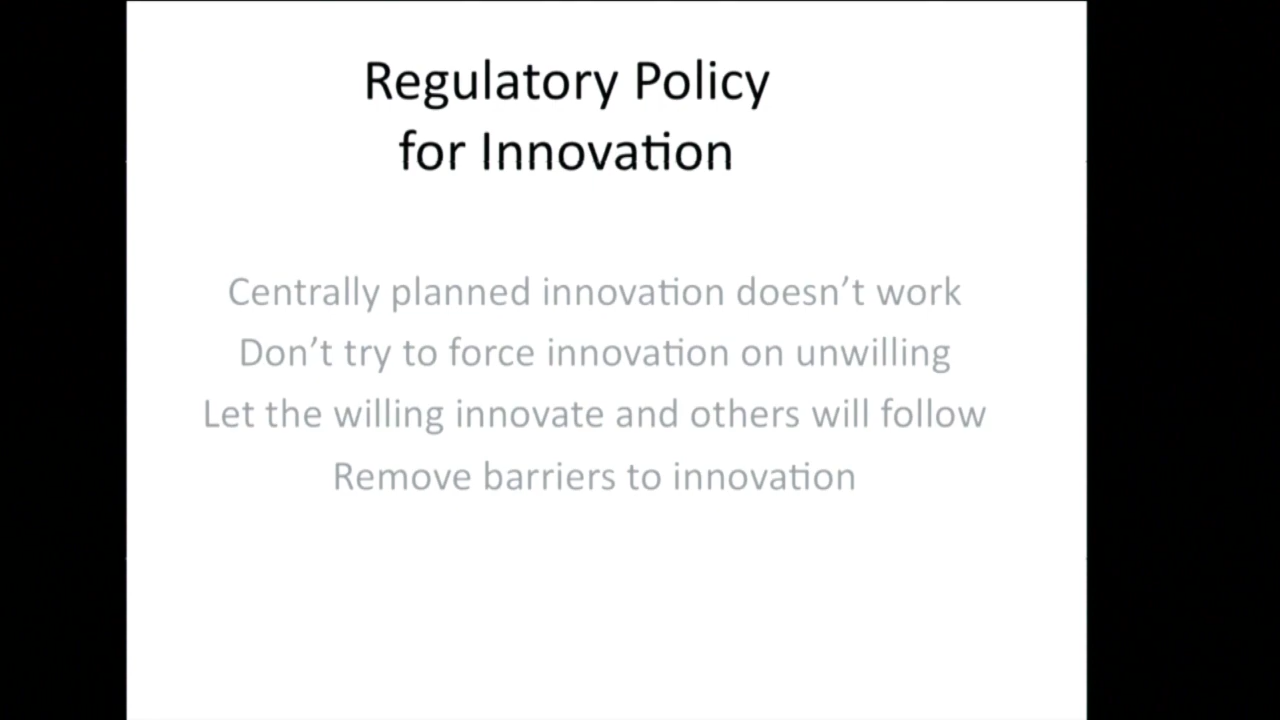 Regulatory Policy
for Innovation
Centrally planned innovation doesn’t work
Don’t try to force innovation on unwilling
Let the willing innovate and others will follow
Remove barriers to innovation